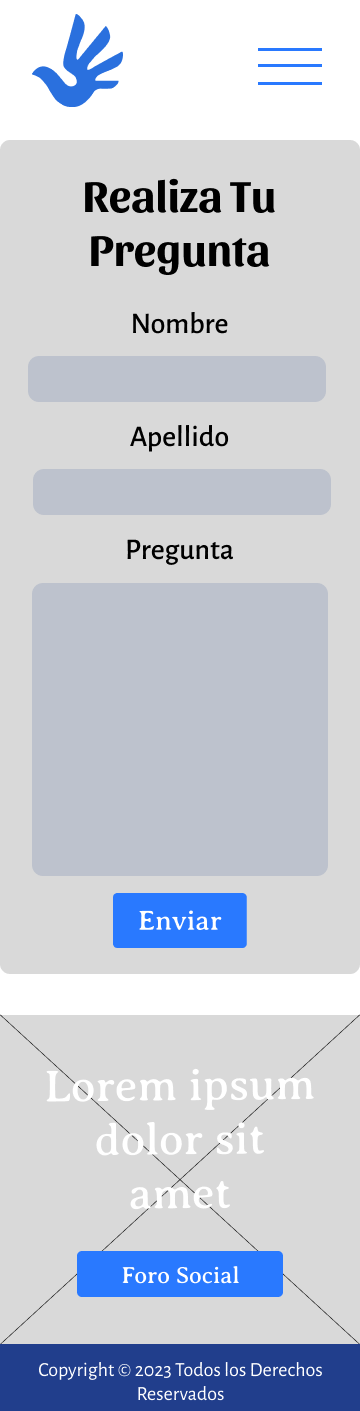 Realiza Tu
Pregunta
Nombre
Apellido
Pregunta
Enviar
Lorem ipsum
dolor sit
amet
Foro Social
Copyright © 2023 Todos los Derechos
Reservados